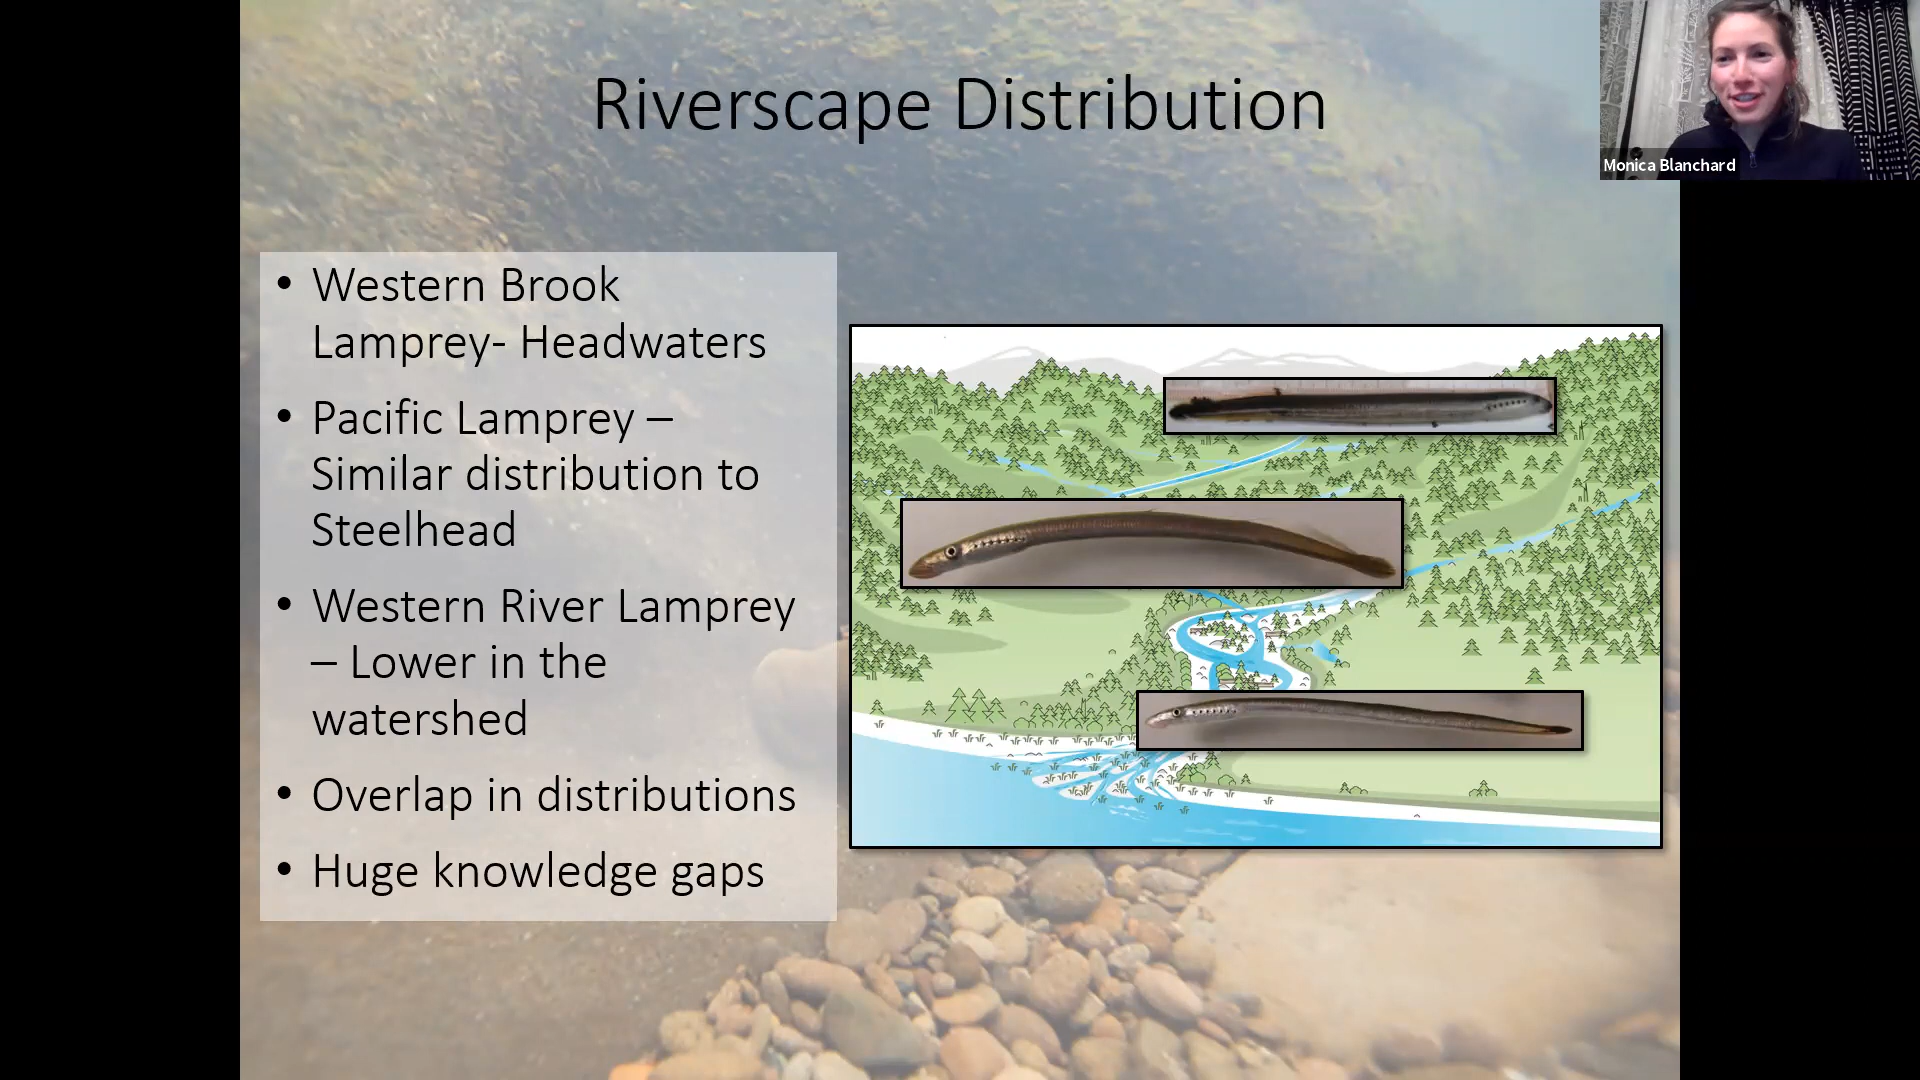 Riverscape Distribution
Monica Blanchard
• Western Brook
Lamprey- Headwaters
• Pacific Lamprey –
Similar distribution to
Steelhead
• Western River Lamprey
– Lower in the
watershed
• Overlap in distributions
• Huge knowledge gaps